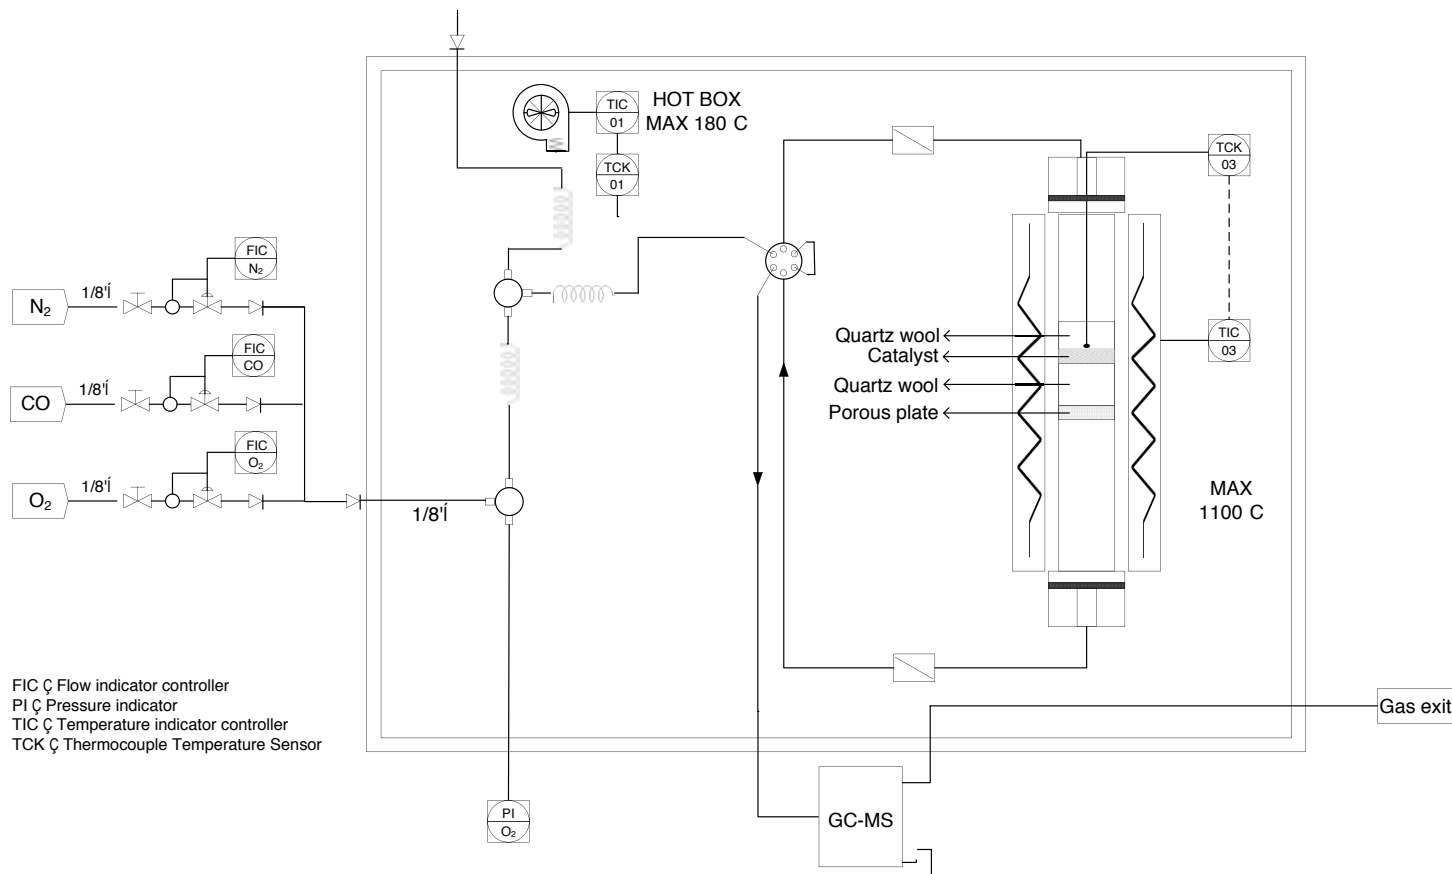 TIC
01
HOT BOX
MAX 180 C
TCK
01
TCK
03
FIC
N₂
N₂
1/8'Í
FIC
CO
CO
1/8'Í
FIC
O₂
O₂
1/8'Í
1/8'Í
Quartz wool
Catalyst
Quartz wool
Porous plate
TIC
03
MAX
1100 C
FIC Ç Flow indicator controller
PI Ç Pressure indicator
TIC Ç Temperature indicator controller
TCK Ç Thermocouple Temperature Sensor
Gas exit
PI
O₂
GC-MS